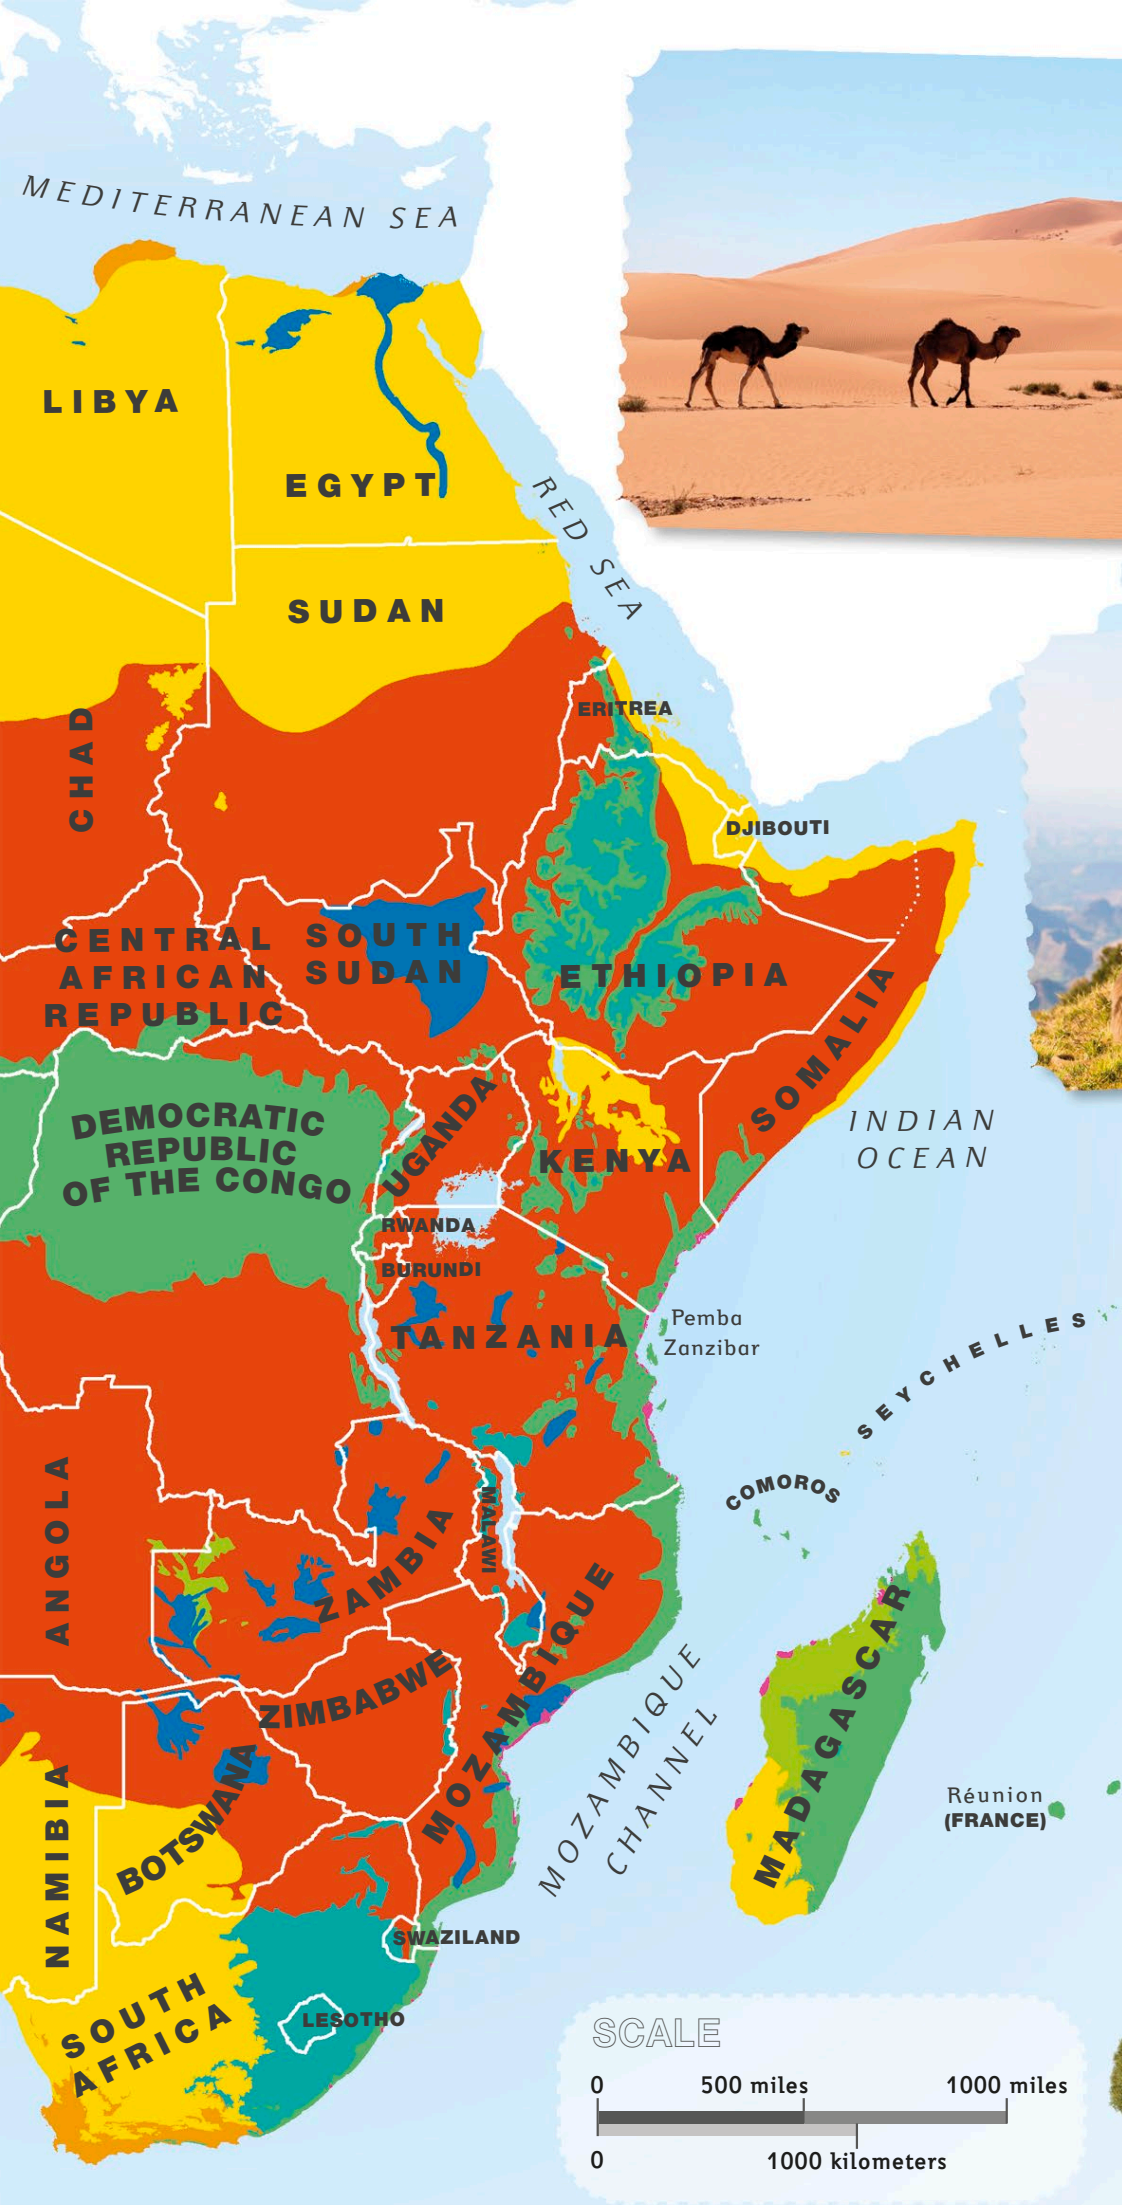 MEDITERRANEAN SEA
LIBYA
EGYPT
RED SEA
SUDAN
CHAD
ERITREA
DJIBOUTI
CENTRAL
AFRICAN
REPUBLIC
SOUTH
SUDAN
ETHIOPIA
SOMALIA
DEMOCRATIC
REPUBLIC
OF THE CONGO
UGANDA
KENYA
INDIAN
OCEAN
RWANDA
BURUNDI
TANZANIA
Pemba
Zanzibar
SEYCHELLES
COMOROS
ANGOLA
ZAMBIA
MALAWI
MOZAMBIQUE
ZIMBABWE
MADAGASCAR
MOZAMBIQUE
CHANNEL
NAMIBIA
BOTSWANA
Réunion
(FRANCE)
SWAZILAND
SOUTH
AFRICA
LESOTHO
SCALE
0 500 miles 1000 miles
0 1000 kilometers